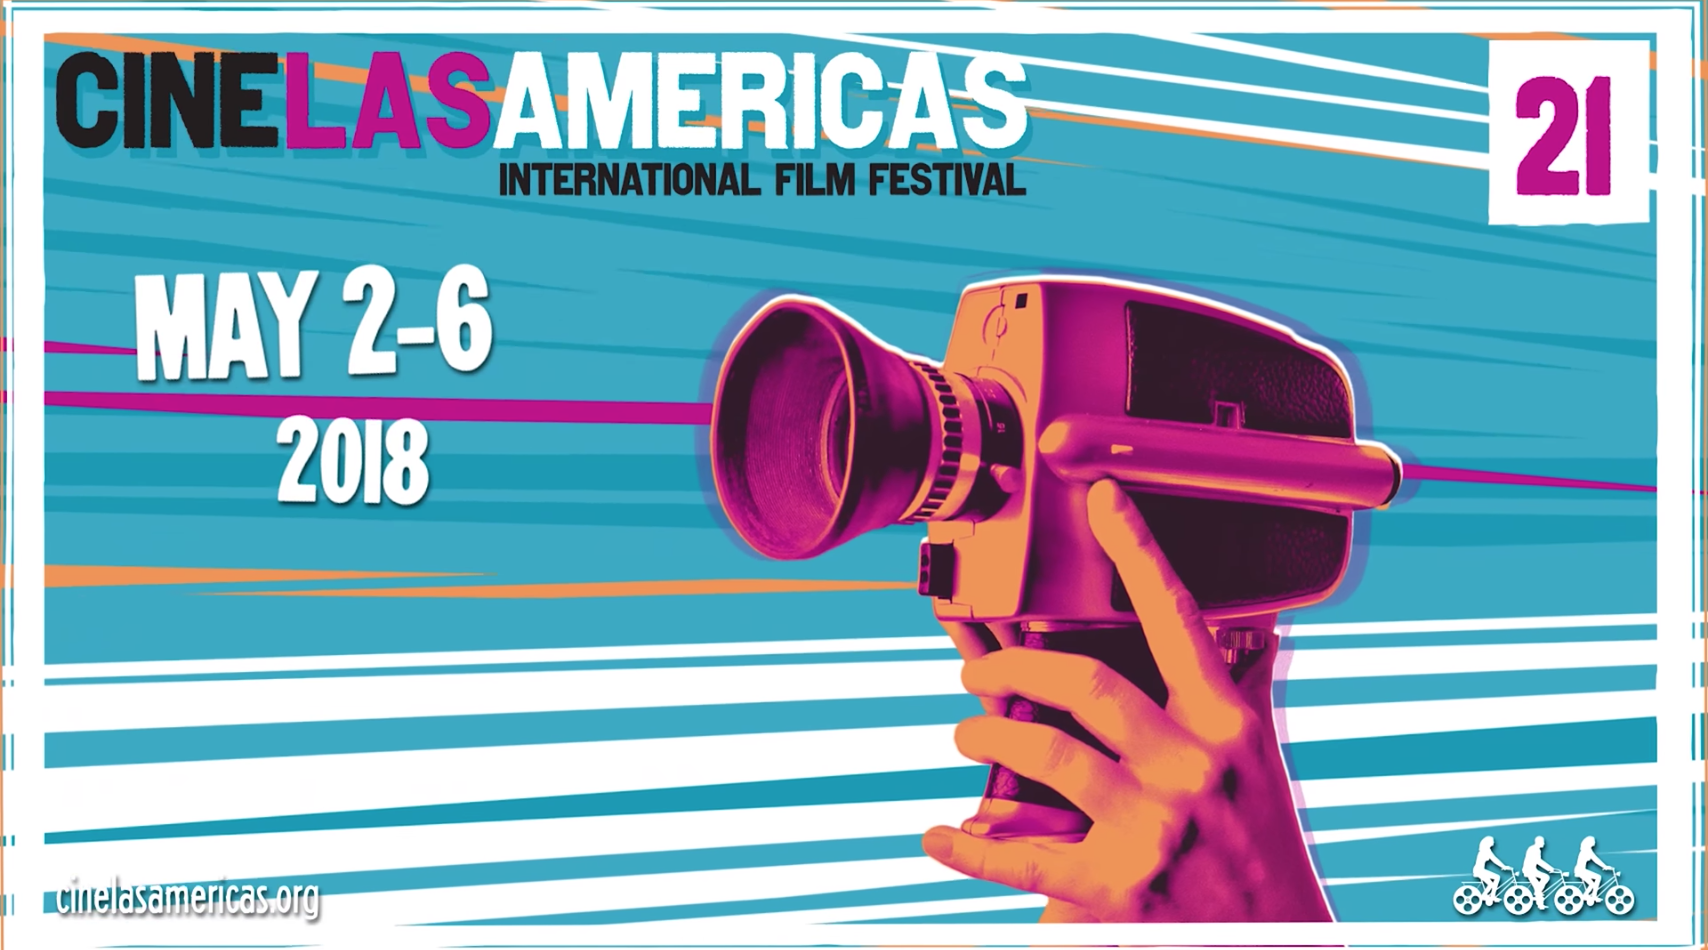 CINELASAMERICAS
INTERNATIONAL FILM FESTIVAL
21
MAY 2-6
2018
cinelasamericas.org